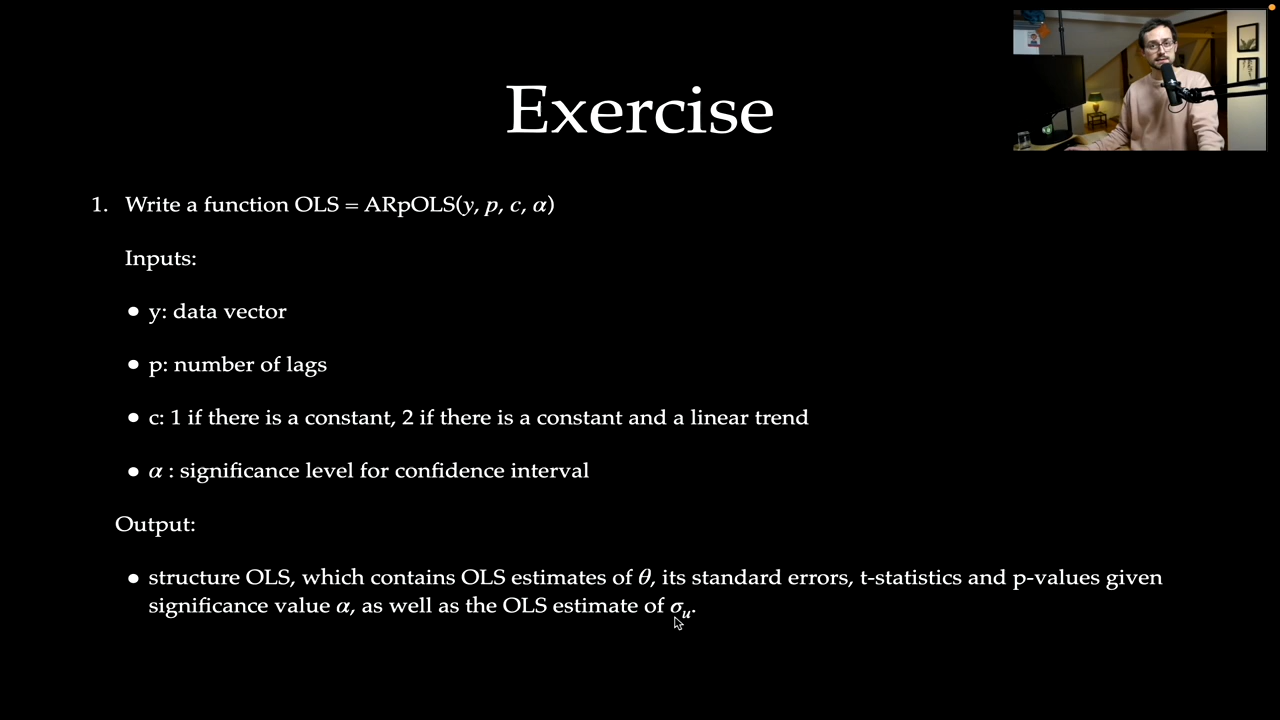 Exercise
1. Write a function OLS = ARpOLS(y, p, c, α)
Inputs:
• y: data vector
• p: number of lags
• c: 1 if there is a constant, 2 if there is a constant and a linear trend
• α : significance level for confidence interval
Output:
• structure OLS, which contains OLS estimates of θ, its standard errors, t-statistics and p-values given
significance value α, as well as the OLS estimate of σᵤ.